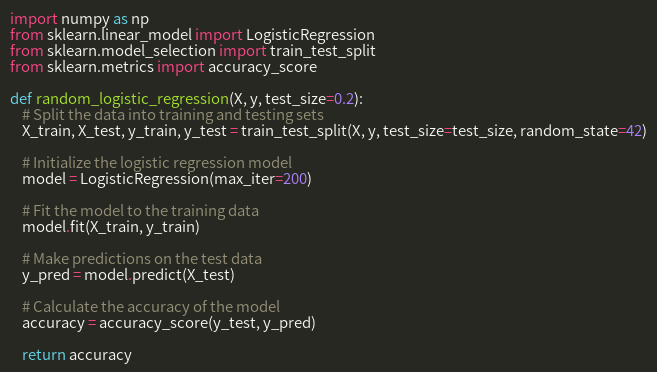 import numpy as np
from sklearn.linear_model import LogisticRegression
from sklearn.model_selection import train_test_split
from sklearn.metrics import accuracy_score
def random_logistic_regression(X, y, test_size=0.2):
# Split the data into training and testing sets
X_train, X_test, y_train, y_test = train_test_split(X, y, test_size=test_size, random_state=42)
# Initialize the logistic regression model
model = LogisticRegression(max_iter=200)
# Fit the model to the training data
model.fit(X_train, y_train)
# Make predictions on the test data
y_pred = model.predict(X_test)
# Calculate the accuracy of the model
accuracy = accuracy_score(y_test, y_pred)
return accuracy